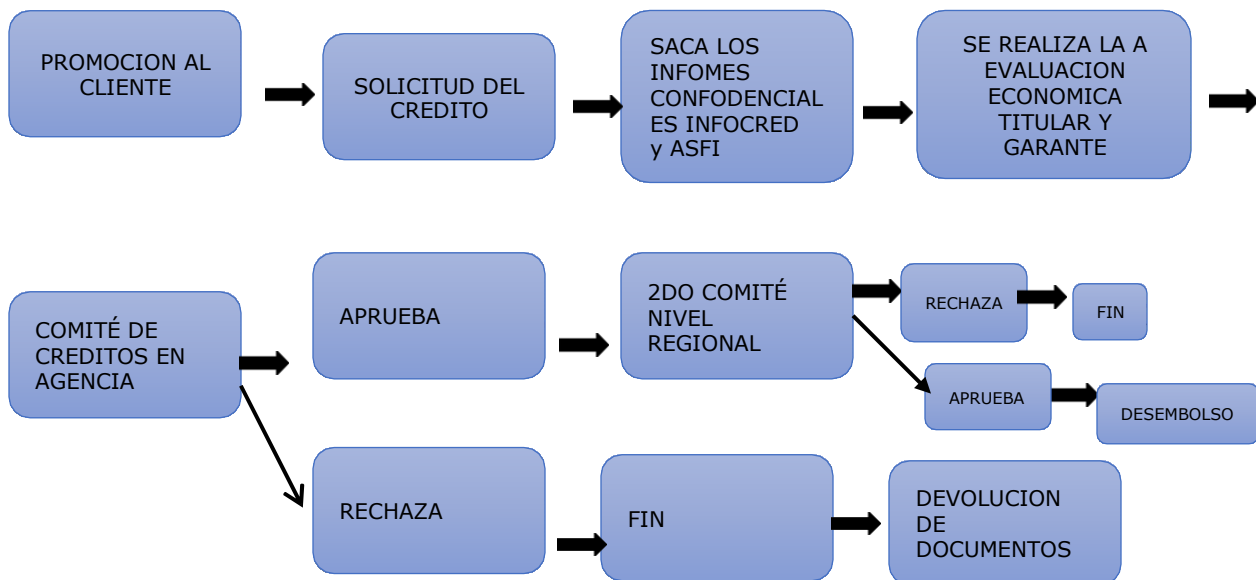 PROMOCION AL
CLIENTE
SOLICITUD DEL
CREDITO
SACA LOS
INFOMES
CONFODENCIAL
ES INFOCRED
y ASFI
SE REALIZA LA A
EVALUACION
ECONOMICA
TITULAR Y
GARANTE
COMITÉ DE
CREDITOS EN
AGENCIA
APRUEBA
2DO COMITÉ
NIVEL
REGIONAL
RECHAZA
FIN
APRUEBA
DESEMBOLSO
RECHAZA
FIN
DEVOLUCION
DE
DOCUMENTOS